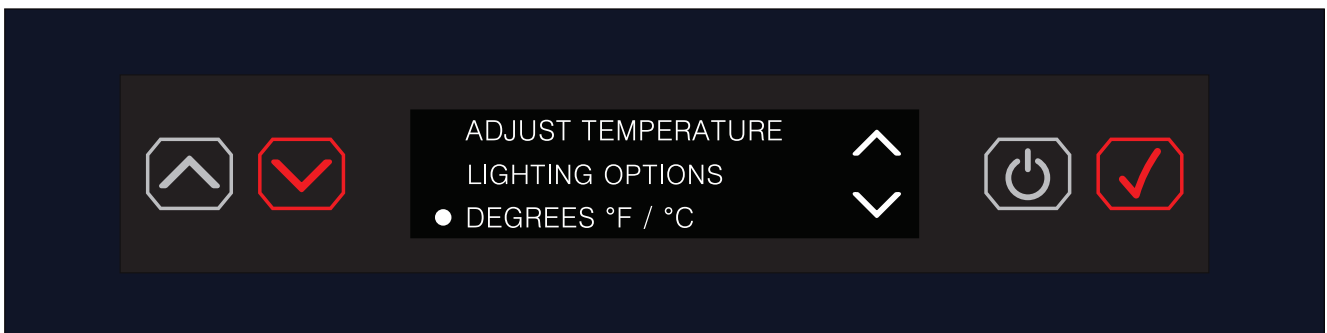 ADJUST TEMPERATURE
LIGHTING OPTIONS
DEGREES °F / °C